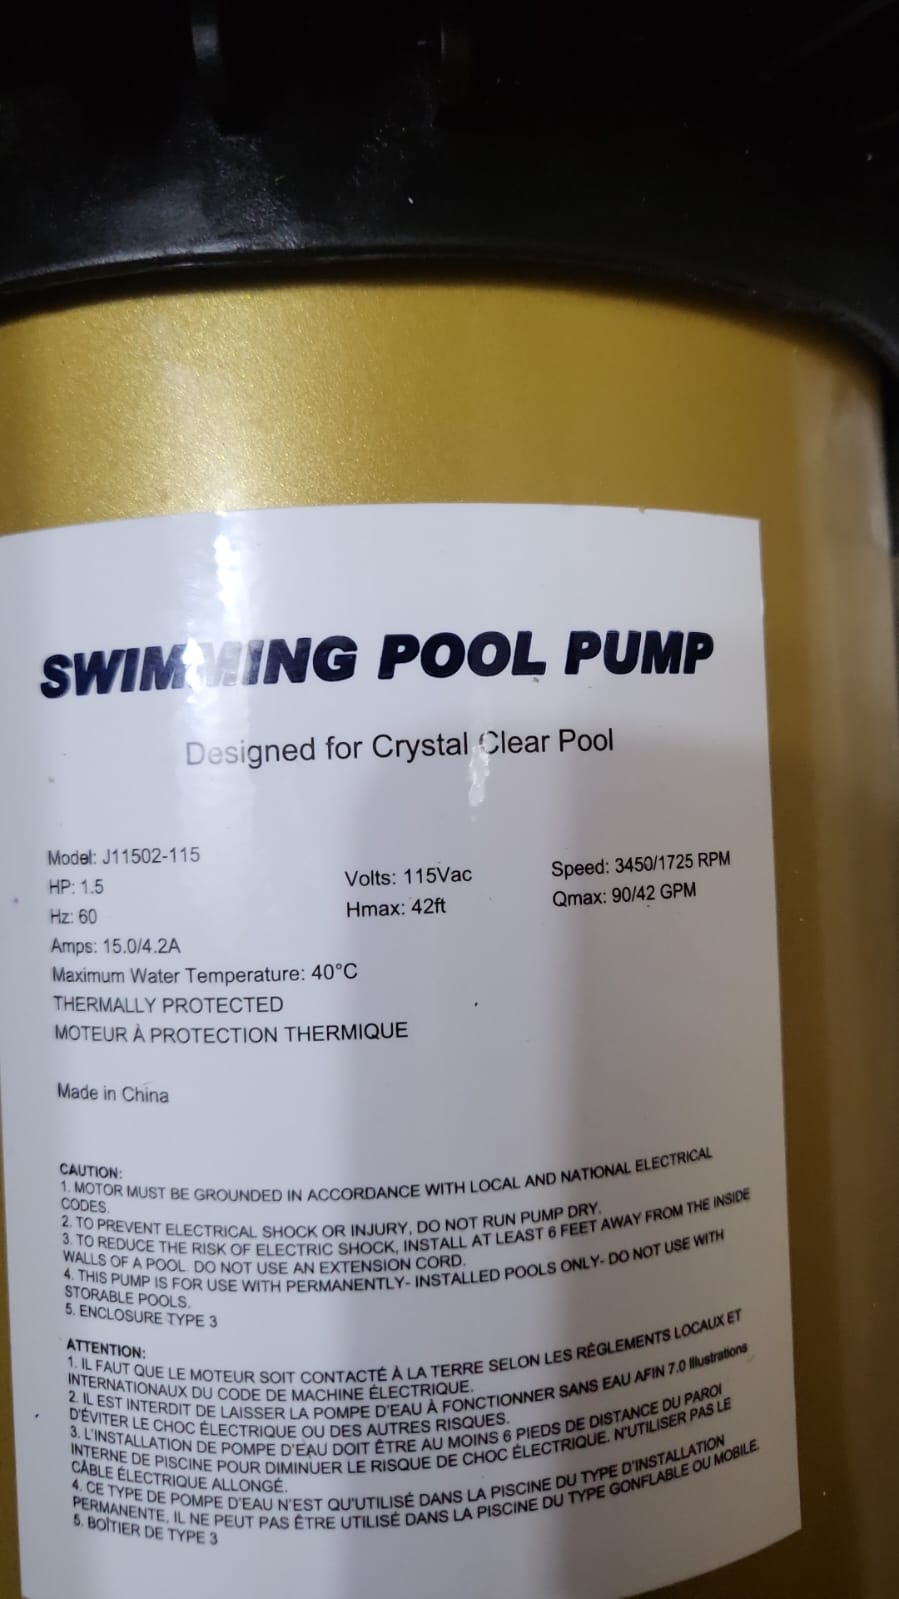 SWIMMING POOL PUMP
Designed for Crystal Clear Pool
Model: J11502-115
HP: 1.5
Hz: 60
Amps: 15.0/4.2A
Volts: 115Vac
Hmax: 42ft
Speed: 3450/1725 RPM
Qmax: 90/42 GPM
Maximum Water Temperature: 40°C
THERMALLY PROTECTED
MOTEUR À PROTECTION THERMIQUE
Made in China
CAUTION:
1. MOTOR MUST BE GROUNDED IN ACCORDANCE WITH LOCAL AND NATIONAL ELECTRICAL
CODES.
2. TO PREVENT ELECTRICAL SHOCK OR INJURY, DO NOT RUN PUMP DRY.
3. TO REDUCE THE RISK OF ELECTRIC SHOCK, INSTALL AT LEAST 6 FEET AWAY FROM THE INSIDE
WALLS OF A POOL. DO NOT USE AN EXTENSION CORD.
4. THIS PUMP IS FOR USE WITH PERMANENTLY- INSTALLED POOLS ONLY- DO NOT USE WITH
STORABLE POOLS.
5. ENCLOSURE TYPE 3
ATTENTION:
1. IL FAUT QUE LE MOTEUR SOIT CONTACTÉ À LA TERRE SELON LES RÉGLEMENTS LOCAUX ET
INTERNATIONAUX DU CODE DE MACHINE ÉLECTRIQUE.
2. IL EST INTERDIT DE LAISSER LA POMPE D'EAU À FONCTIONNER SANS EAU AFIN 7.0 Illustrations
D'ÉVITER LE CHOC ÉLECTRIQUE OU DES AUTRES RISQUES.
3. L'INSTALLATION DE POMPE D'EAU DOIT ÊTRE AU MOINS 6 PIEDS DE DISTANCE DU PAROI
INTERNE DE PISCINE POUR DIMINUER LE RISQUE DE CHOC ÉLECTRIQUE. N'UTILISER PAS LE
CÂBLE ÉLECTRIQUE ALLONGÉ.
4. CE TYPE DE POMPE D'EAU N'EST QU'UTILISÉ DANS LA PISCINE DU TYPE D'INSTALLATION
PERMANENTE, IL NE PEUT PAS ÊTRE UTILISÉ DANS LA PISCINE DU TYPE GONFLABLE OU MOBILE.
5. BOÎTIER DE TYPE 3